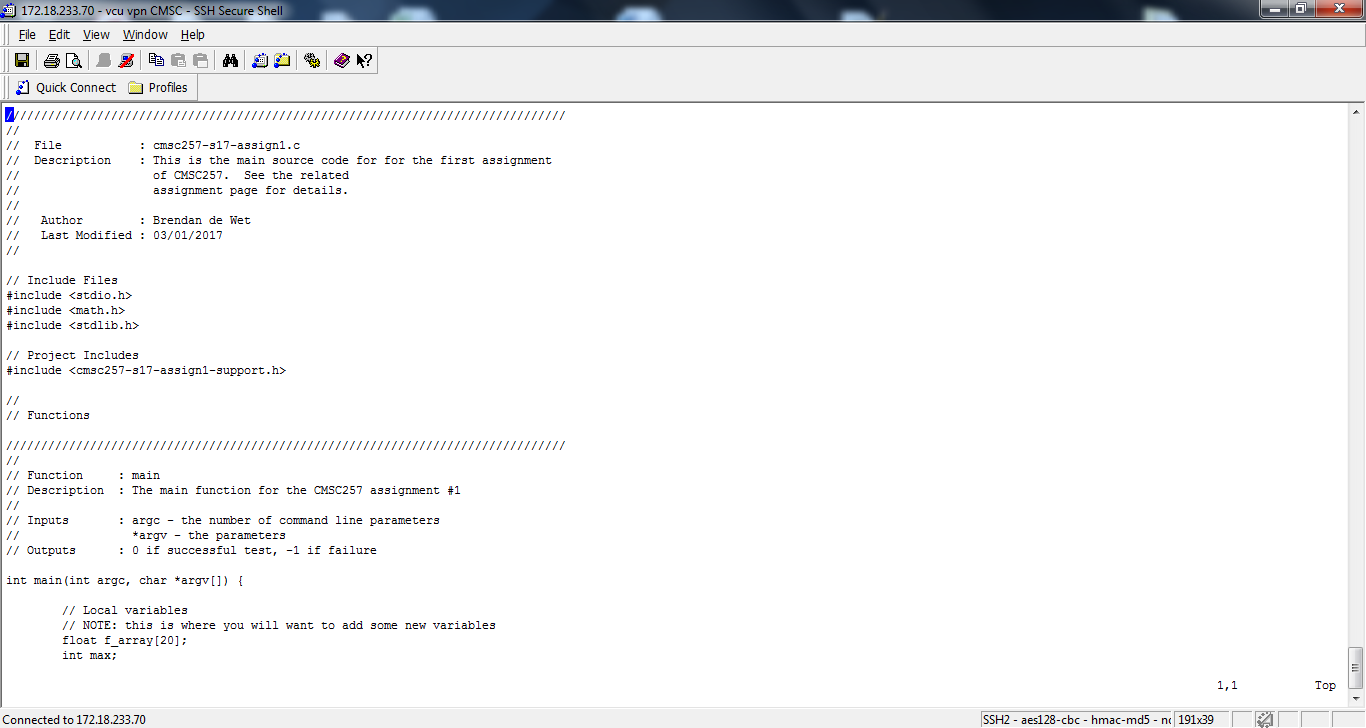 172.18.233.70 - vcu vpn CMSC - SSH Secure Shell
File Edit View Window Help
Quick Connect Profiles
////////////////////////////////////////////////////////////////////////////////
//
//  File           : cmsc257-s17-assign1.c
//  Description    : This is the main source code for for the first assignment
//                   of CMSC257.  See the related
//                   assignment page for details.
//
//   Author        : Brendan de Wet
//   Last Modified : 03/01/2017
//
// Include Files
#include <stdio.h>
#include <math.h>
#include <stdlib.h>
// Project Includes
#include <cmsc257-s17-assign1-support.h>
//
// Functions
////////////////////////////////////////////////////////////////////////////////
//
// Function     : main
// Description  : The main function for the CMSC257 assignment #1
//
// Inputs       : argc - the number of command line parameters
//                *argv - the parameters
// Outputs      : 0 if successful test, -1 if failure
int main(int argc, char *argv[]) {
        // Local variables
        // NOTE: this is where you will want to add some new variables
        float f_array[20];
        int max;
1,1 Top
Connected to 172.18.233.70 SSH2 - aes128-cbc - hmac-md5 - nc 191x39